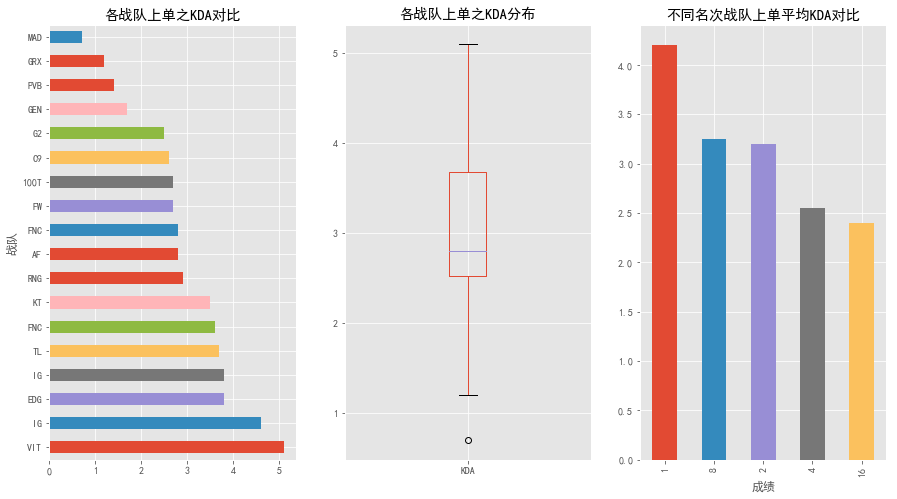 各战队上单之KDA对比
战队
MAD
GRX
PVB
GEN
G2
C9
100T
FW
FNC
AF
RNG
KT
FNC
TL
IG
EDG
IG
VIT
0 1 2 3 4 5
各战队上单之KDA分布
5
4
3
2
1
KDA
不同名次战队上单平均KDA对比
4.0
3.5
3.0
2.5
2.0
1.5
1.0
0.5
0.0
1 8 2 4 16
成绩